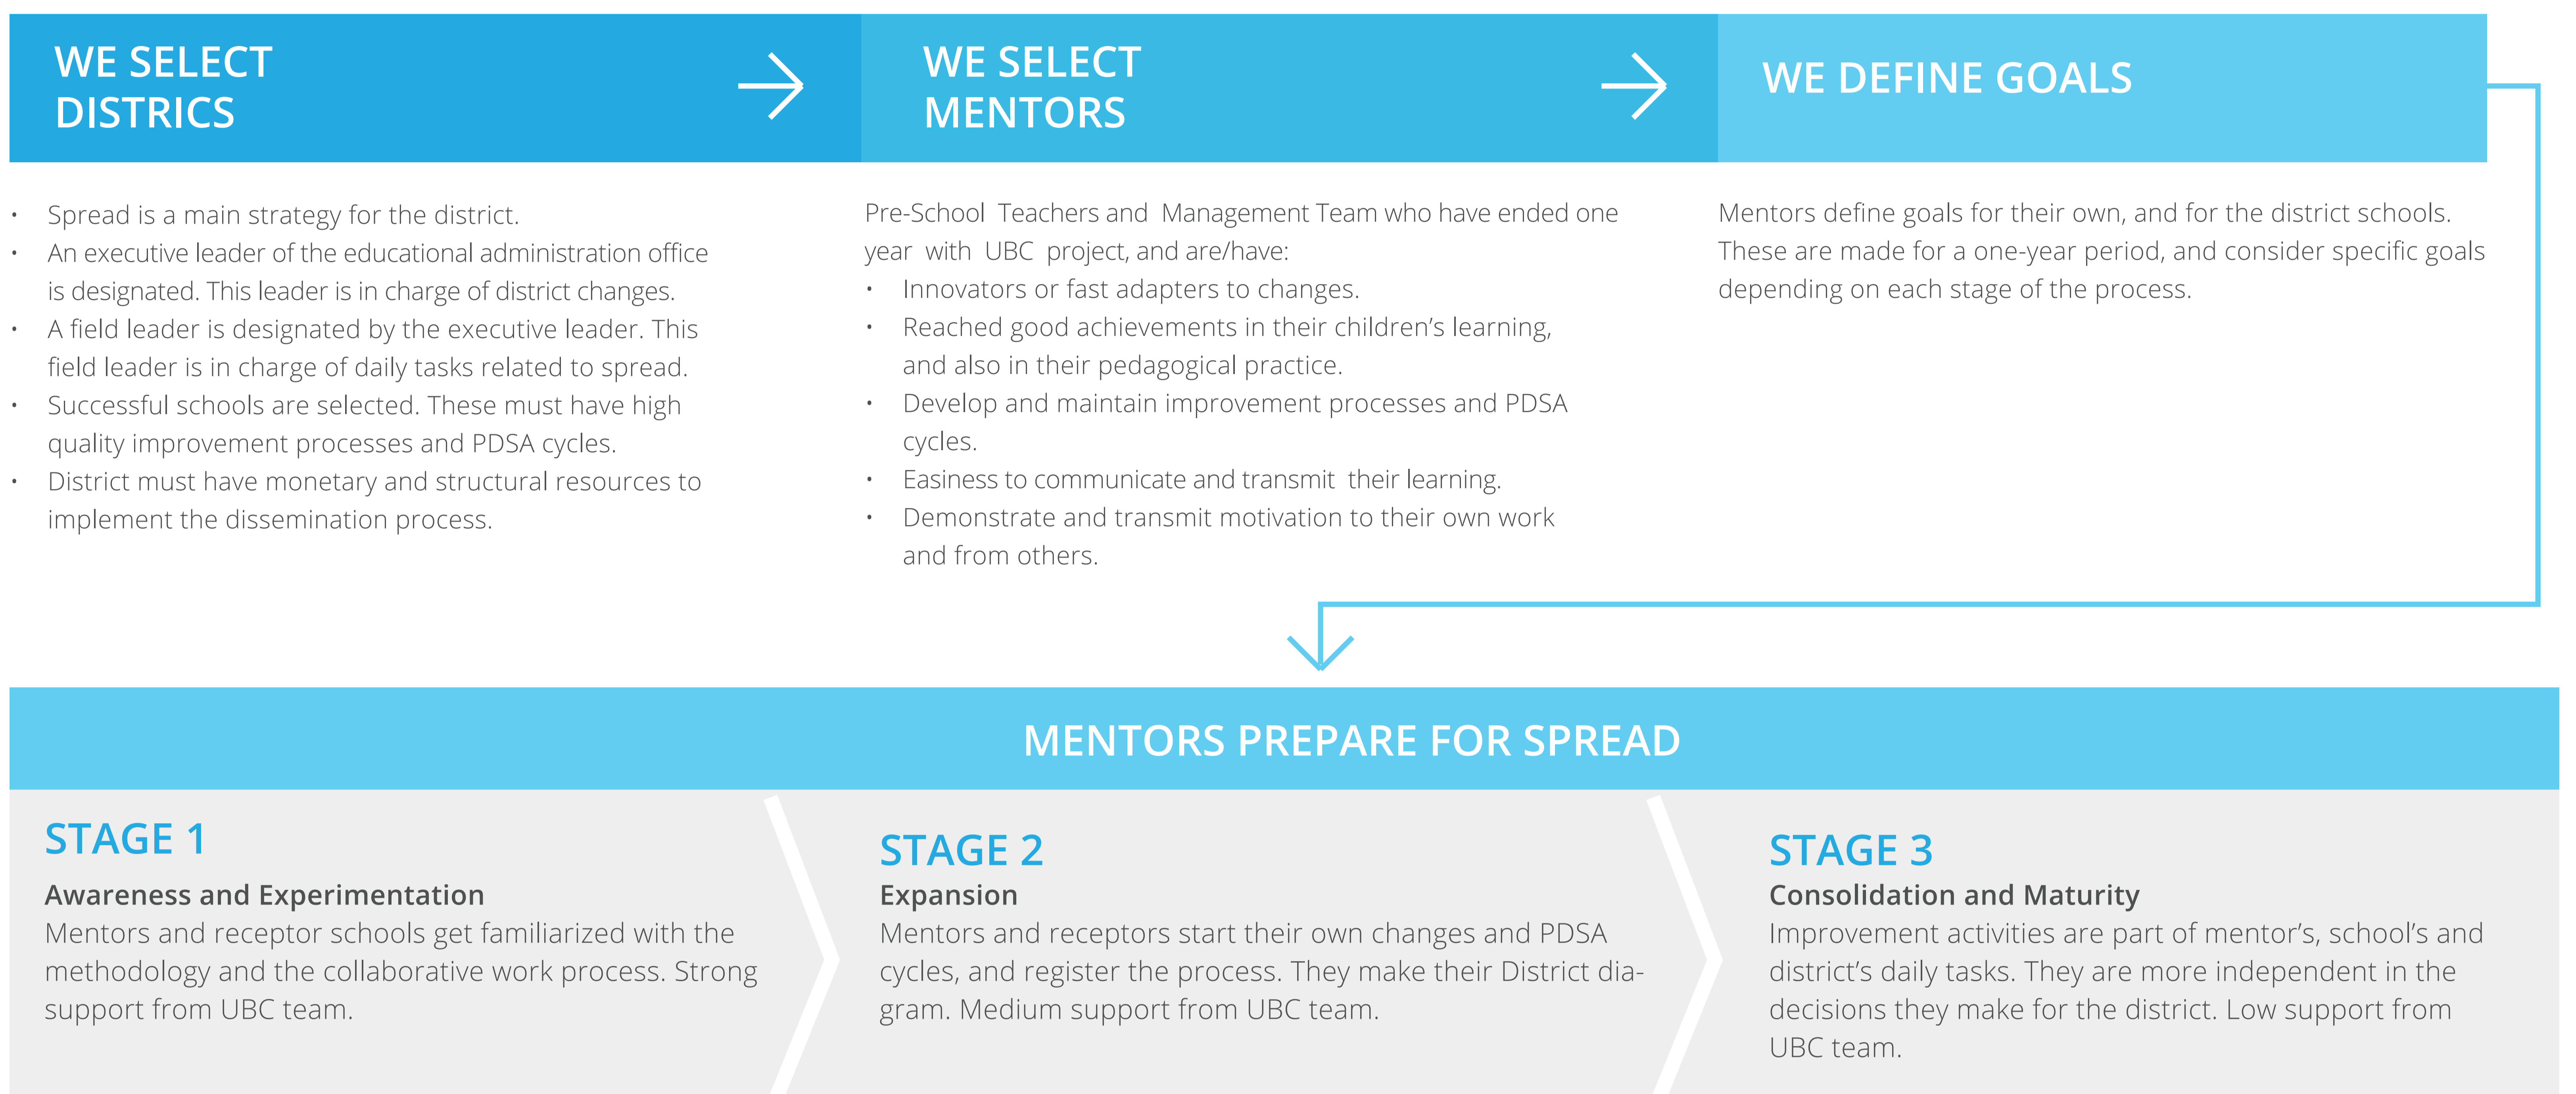 WE SELECT
DISTRICS
WE SELECT
MENTORS
WE DEFINE GOALS
• Spread is a main strategy for the district.
• An executive leader of the educational administration office
is designated. This leader is in charge of district changes.
• A field leader is designated by the executive leader. This
field leader is in charge of daily tasks related to spread.
• Successful schools are selected. These must have high
quality improvement processes and PDSA cycles.
• District must have monetary and structural resources to
implement the dissemination process.
Pre-School Teachers and Management Team who have ended one
year with UBC project, and are/have:
• Innovators or fast adapters to changes.
• Reached good achievements in their children’s learning,
and also in their pedagogical practice.
• Develop and maintain improvement processes and PDSA
cycles.
• Easiness to communicate and transmit their learning.
• Demonstrate and transmit motivation to their own work
and from others.
Mentors define goals for their own, and for the district schools.
These are made for a one-year period, and consider specific goals
depending on each stage of the process.
MENTORS PREPARE FOR SPREAD
STAGE 1
Awareness and Experimentation
Mentors and receptor schools get familiarized with the
methodology and the collaborative work process. Strong
support from UBC team.
STAGE 2
Expansion
Mentors and receptors start their own changes and PDSA
cycles, and register the process. They make their District dia-
gram. Medium support from UBC team.
STAGE 3
Consolidation and Maturity
Improvement activities are part of mentor’s, school’s and
district’s daily tasks. They are more independent in the
decisions they make for the district. Low support from
UBC team.